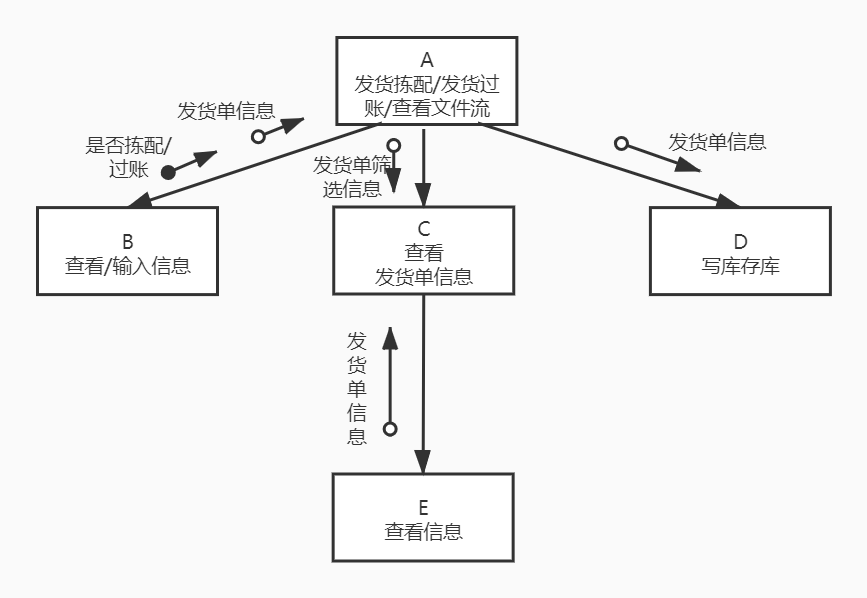 A
发货拣配/发货过
账/查看文件流
发货单信息
是否拣配/
过账
发货单筛
选信息
发货单信息
B
查看/输入信息
C
查看
发货单信息
D
写库存库
发
货
单
信
息
E
查看信息